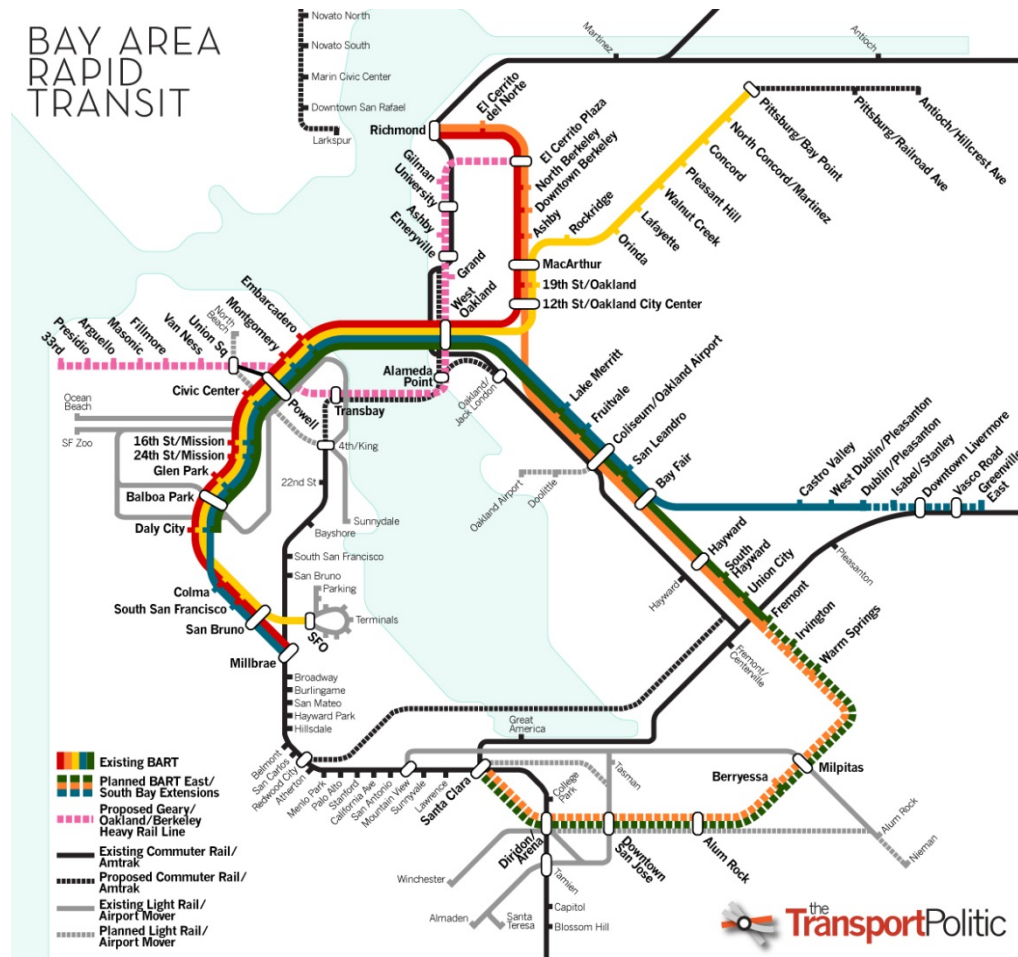 BAY AREA
RAPID
TRANSIT
Novato North
Novato South
Marin Civic Center
Downtown San Rafael
Larkspur
Martinez
Antioch
Richmond
El Cerrito
del Norte
El Cerrito Plaza
North Berkeley
Downtown Berkeley
Ashby
MacArthur
19th St/Oakland
12th St/Oakland City Center
Gilman
University
Ashby
Emeryville
Grand
West
Oakland
Rockridge
Orinda
Lafayette
Walnut Creek
Pleasant Hill
Concord
North Concord/Martinez
Pittsburg/Bay Point
Pittsburg/Railroad Ave
Antioch/Hillcrest Ave
33rd
Presidio
Arguello
Masonic
Fillmore
Van Ness
Union Sq
North
Beach
Montgomery
Embarcadero
Civic Center
Powell
Transbay
Alameda
Point
Oakland/
Jack London
Ocean
Beach
SF Zoo
16th St/Mission
24th St/Mission
Glen Park
Balboa Park
Daly City
Colma
South San Francisco
San Bruno
Millbrae
SFO
Parking
Terminals
4th/King
22nd St
Sunnydale
Bayshore
South San Francisco
San Bruno
Broadway
Burlingame
San Mateo
Hayward Park
Hillsdale
Belmont
San Carlos
Redwood City
Atherton
Menlo Park
Palo Alto
Stanford
California Ave
San Antonio
Mountain View
Sunnyvale
Lawrence
Santa Clara
Lake Merritt
Fruitvale
Coliseum/Oakland Airport
San Leandro
Bay Fair
Oakland Airport
Doolittle
Castro Valley
West Dublin/Pleasanton
Dublin/Pleasanton
Isabel/Stanley
Downtown Livermore
Vasco Road
Greenville
East
Pleasanton
Hayward
Hayward
South
Hayward
Union City
Fremont
Irvington
Warm Springs
Fremont/
Centerville
Great
America
Tasman
College
Park
Berryessa
Milpitas
Alum Rock
Nieman
Diridon/
Arena
Downtown
San Jose
Alum Rock
Winchester
Almaden
Santa
Teresa
Tamien
Capitol
Blossom Hill
Existing BART
Planned BART East/
South Bay Extensions
Proposed Geary/
Oakland/Berkeley
Heavy Rail Line
Existing Commuter Rail/
Amtrak
Proposed Commuter Rail/
Amtrak
Existing Light Rail/
Airport Mover
Planned Light Rail/
Airport Mover
the
TransportPolitic